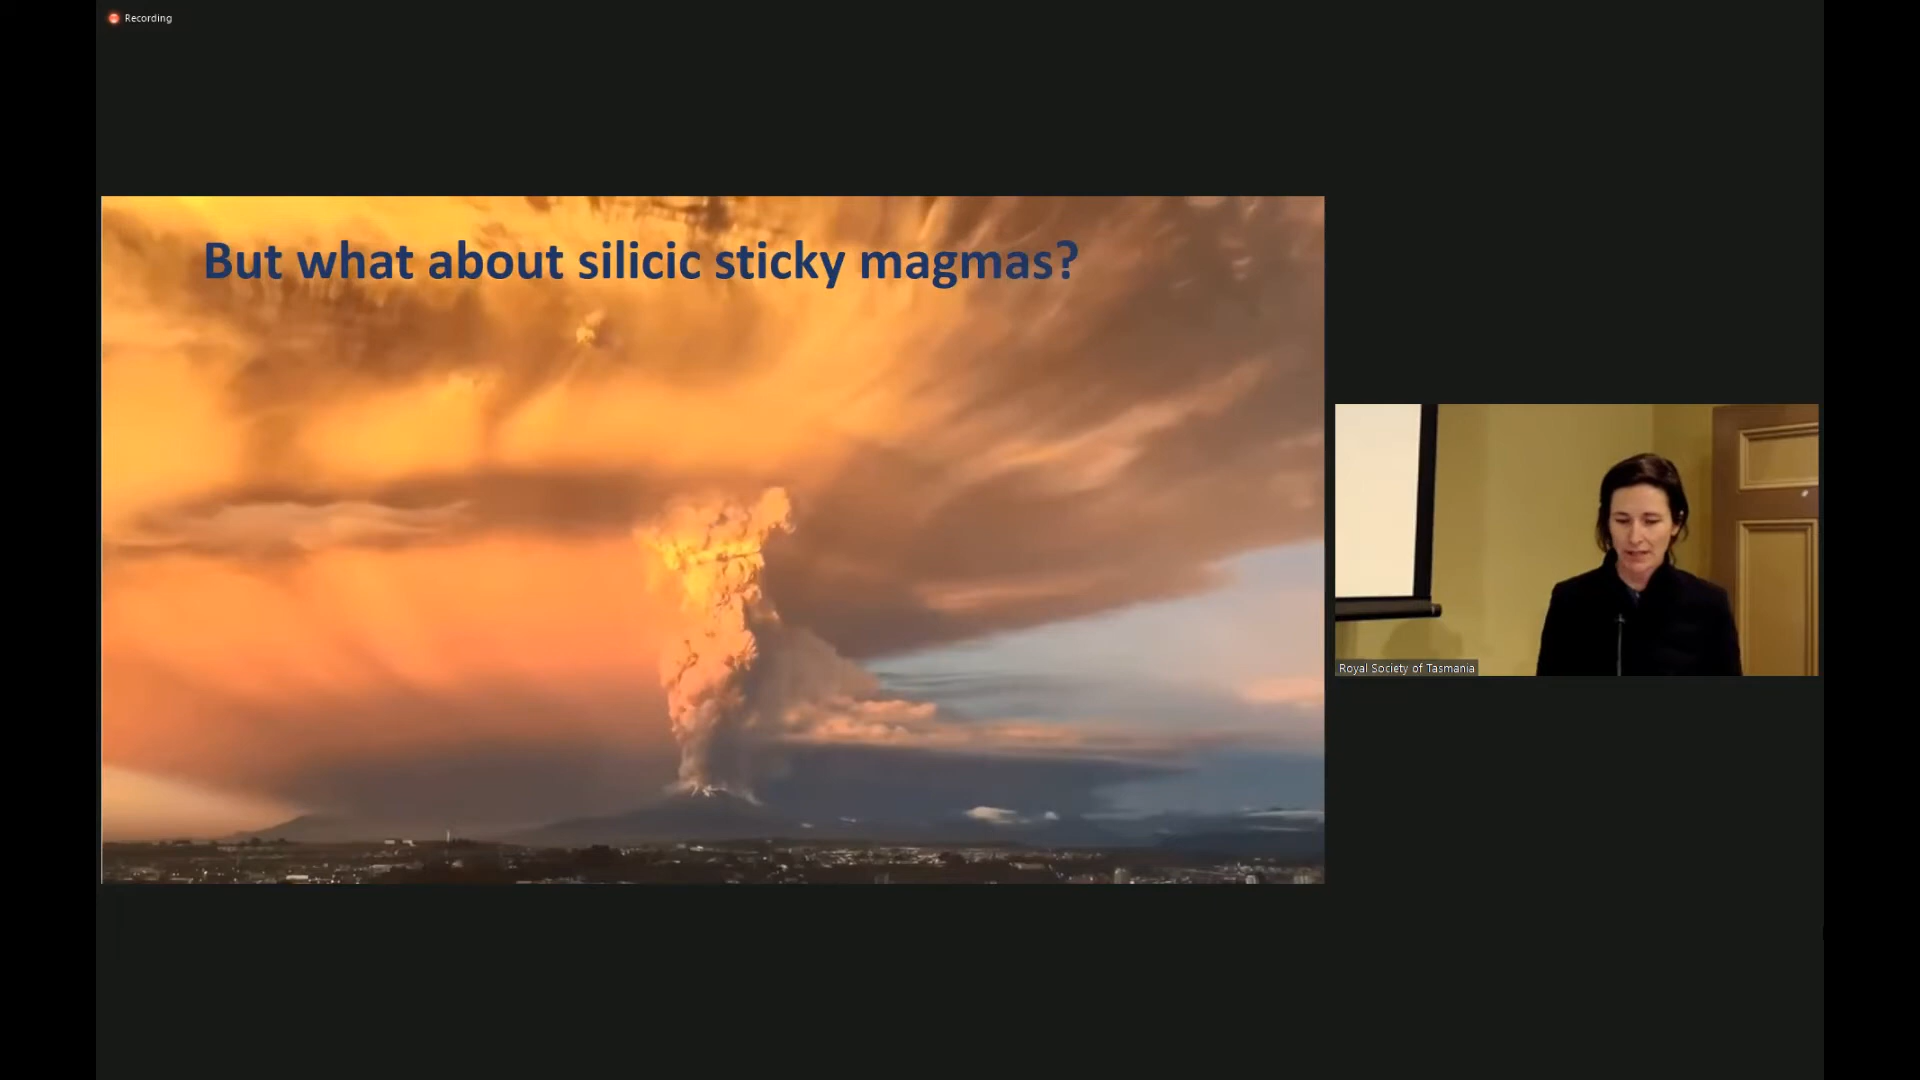 Recording
But what about silicic sticky magmas?
Royal Society of Tasmania